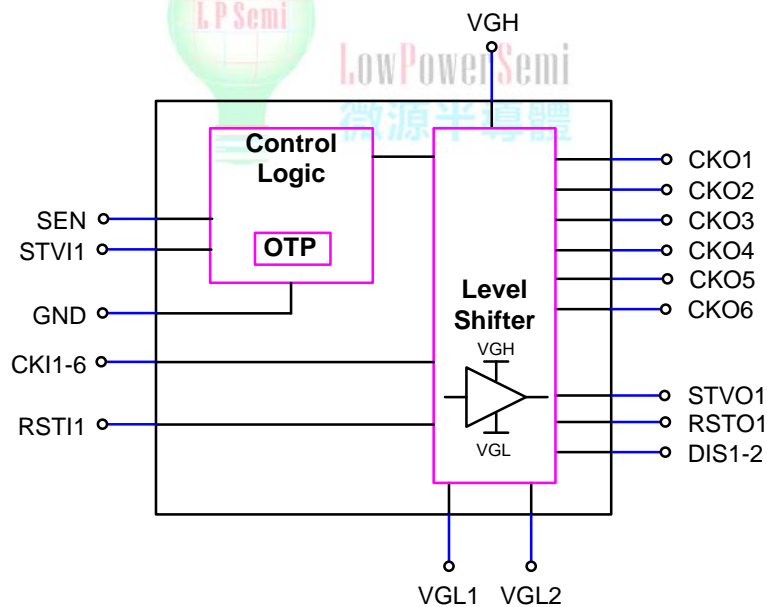 L P Semi
VGH
LowPowerSemi
微源半導體
Control
Logic
OTP
SEN
STVI1
GND
CKI1-6
RSTI1
Level
Shifter
VGH
VGL
CKO1
CKO2
CKO3
CKO4
CKO5
CKO6
STVO1
RSTO1
DIS1-2
VGL1
VGL2